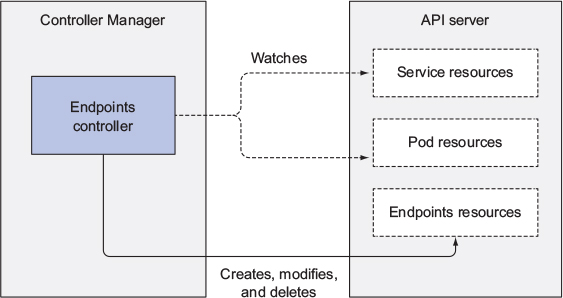 Controller Manager
API server
Watches
Service resources
Endpoints
controller
Pod resources
Endpoints resources
Creates, modifies,
and deletes